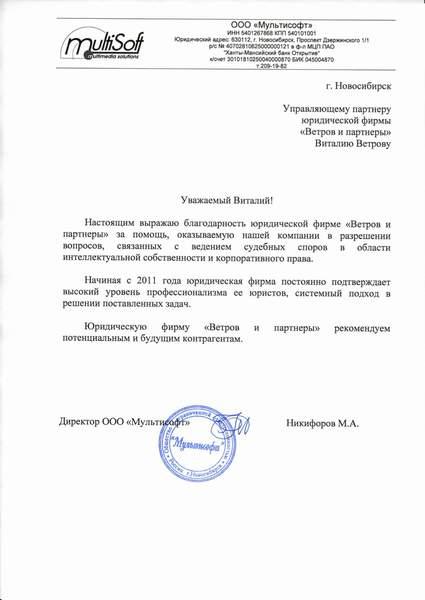 multiSoft
multimedia solutions
ООО «Мультисофт»
ИНН 5401267868 КПП 540101001
Юридический адрес: 630112, г. Новосибирск, Проспект Дзержинского 1/1
р/с № 40702810625000000121 в ф-л МЦП ПАО
"Ханты-Мансийский банк Открытие"
к/счет 30101810250040000870 БИК 045004870
т.209-19-82
г. Новосибирск
Управляющему партнеру
юридической фирмы
«Ветров и партнеры»
Виталию Ветрову
Уважаемый Виталий!
Настоящим выражаю благодарность юридической фирме «Ветров и
партнеры» за помощь, оказываемую нашей компании в разрешении
вопросов, связанных с ведением судебных споров в области
интеллектуальной собственности и корпоративного права.
Начиная с 2011 года юридическая фирма постоянно подтверждает
высокий уровень профессионализма ее юристов, системный подход в
решении поставленных задач.
Юридическую фирму «Ветров и партнеры» рекомендуем
потенциальным и будущим контрагентам.
Директор ООО «Мультисофт» Никифоров М.А.
"Мультисофт"